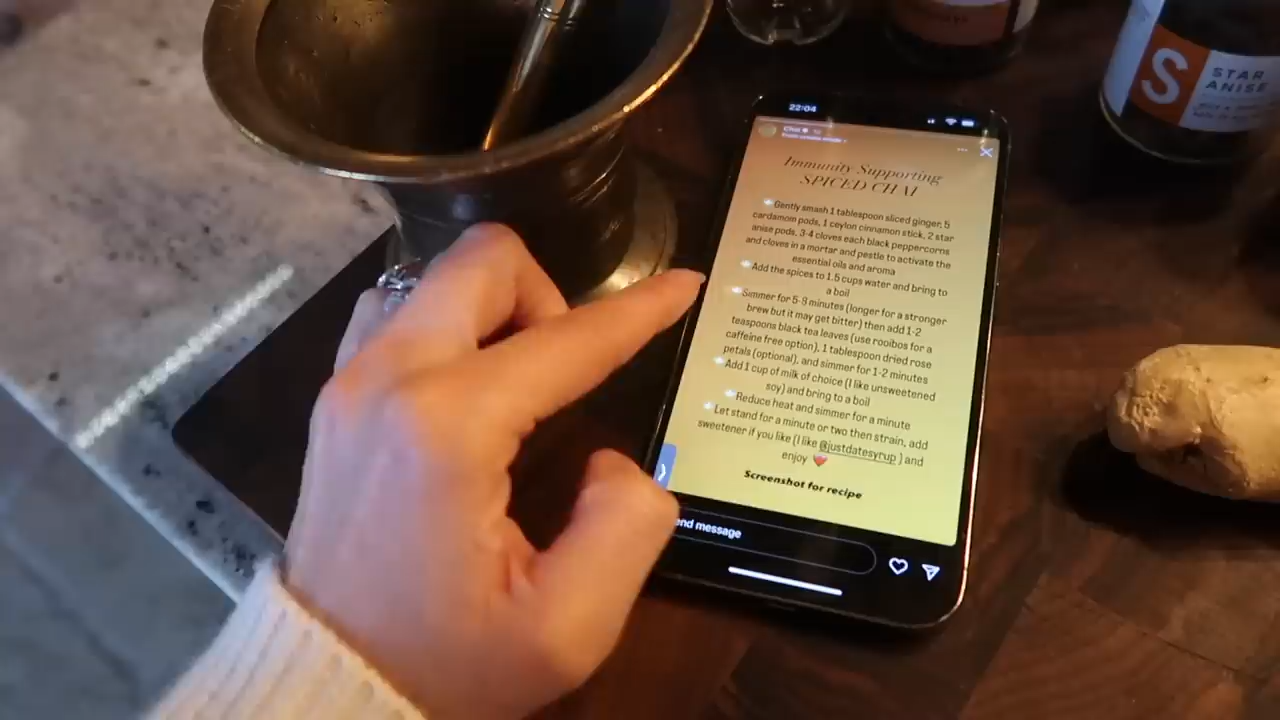 22:04
Immunity Supporting
SPICED CHAI
Gently smash 1 tablespoon sliced ginger, 5
cardamom pods, 1 ceylon cinnamon stick, 2 star
anise pods, 3-4 cloves each black peppercorns
and cloves in a mortar and pestle to activate the
essential oils and aroma
Add the spices to 1.5 cups water and bring to
a boil
Simmer for 5-8 minutes (longer for a stronger
brew but it may get bitter) then add 1-2
teaspoons black tea leaves (use rooibos for a
caffeine free option), 1 tablespoon dried rose
petals (optional), and simmer for 1-2 minutes
Add 1 cup of milk of choice (I like unsweetened
soy) and bring to a boil
Reduce heat and simmer for a minute
Let stand for a minute or two then strain, add
sweetener if you like (I like @justdatesyrup ) and
enjoy ❤️
Screenshot for recipe
end message
S
STAR
ANISE